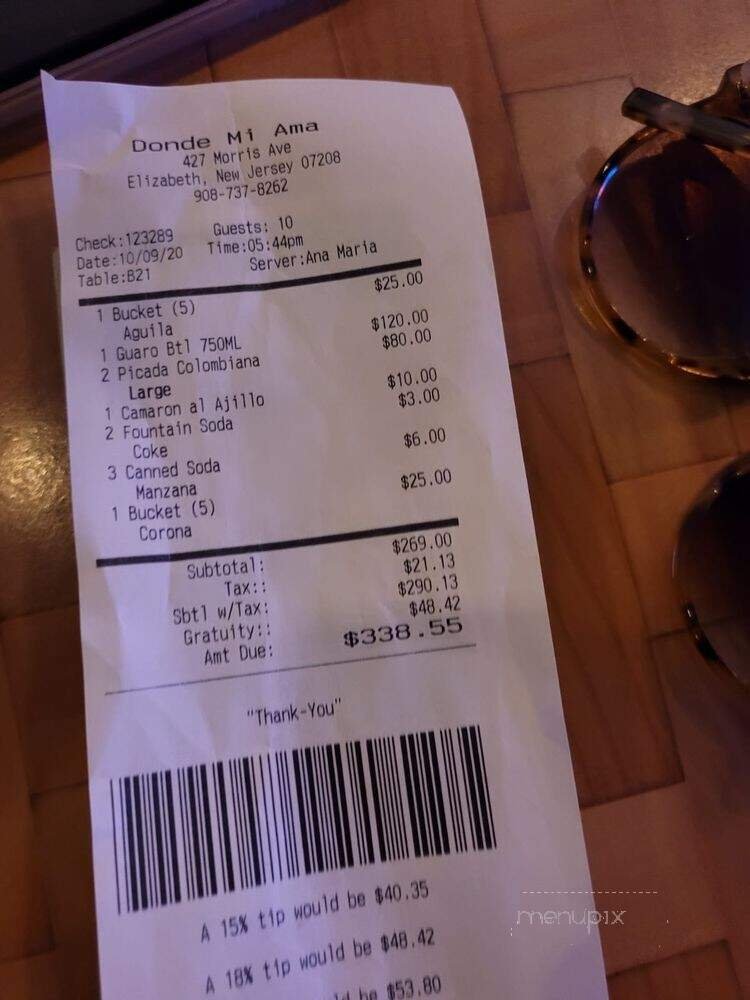 Donde Mi Ama
427 Morris Ave
Elizabeth, New Jersey 07208
908-737-8262
Check:123289 Guests: 10
Date:10/09/20 Time:05:44pm
Table:B21 Server:Ana Maria
1 Bucket (5) $25.00
Aguila
1 Guaro Btl 750ML $120.00
2 Picada Colombiana $80.00
Large
1 Camaron al Ajillo $10.00
2 Fountain Soda $3.00
Coke
3 Canned Soda $6.00
Manzana
1 Bucket (5) $25.00
Corona
Subtotal: $269.00
Tax:: $21.13
Sbtl w/Tax: $290.13
Gratuity:: $48.42
Amt Due: $338.55
"Thank-You"
A 15% tip would be $40.35
A 18% tip would be $48.42
be $53.80
menupix